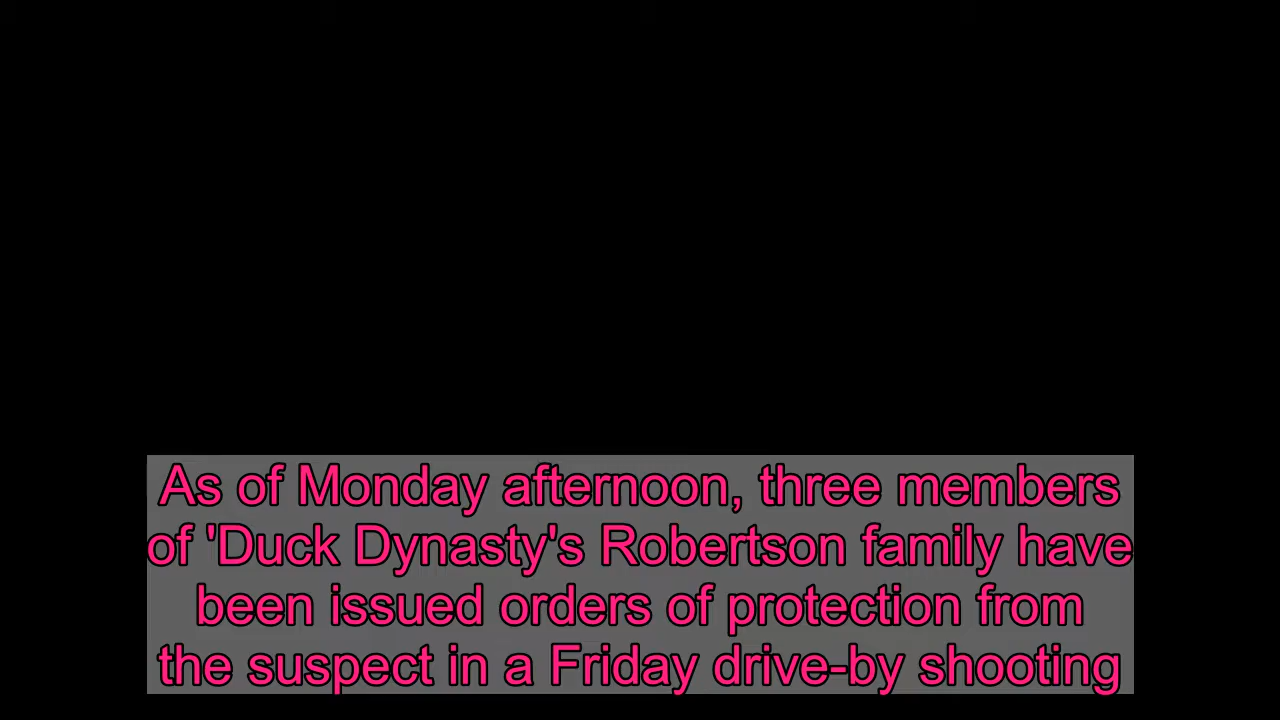 As of Monday afternoon, three members
of 'Duck Dynasty's Robertson family have
been issued orders of protection from
the suspect in a Friday drive-by shooting